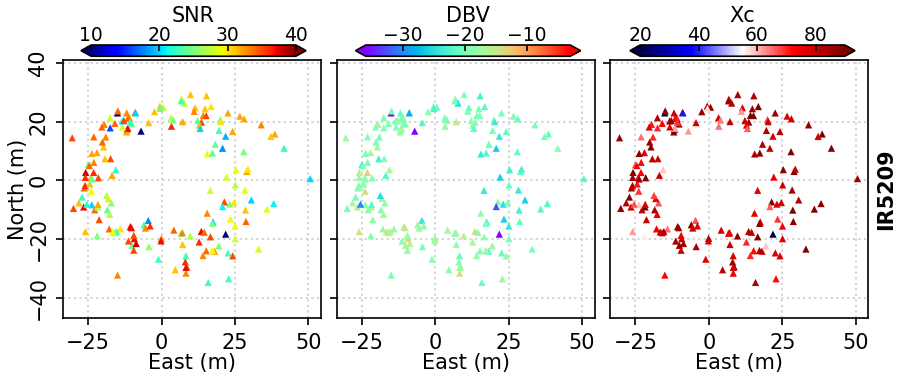 SNR DBV Xc
10 20 30 40 −30 −20 −10 20 40 60 80
40
20
0
−20
−40
North (m)
IR5209
−25 0 25 50 −25 0 25 50 −25 0 25 50
East (m) East (m) East (m)